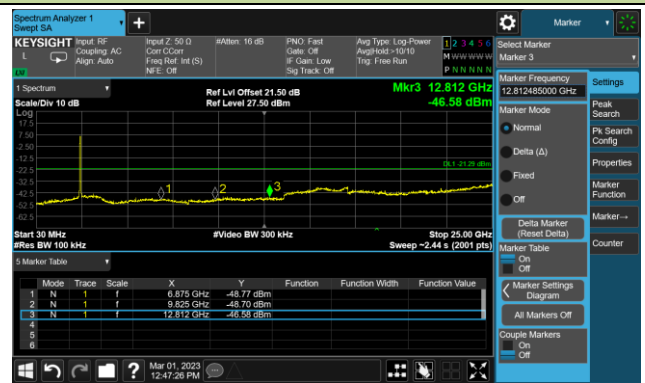 Spectrum Analyzer 1
Swept SA
Marker
KEYSIGHT
L
LV
Input: RF
Coupling: AC
Align: Auto
Input Z: 50 Ω
Corr CCorr
Freq Ref: Int (S)
NFE: Off
#Atten: 16 dB
PNO: Fast
Gate: Off
IF Gain: Low
Sig Track: Off
Avg Type: Log-Power
Avg|Hold:>10/10
Trig: Free Run
1 2 3 4 5 6
M W W W W W
P N N N N N
Select Marker
Marker 3
1 Spectrum
Scale/Div 10 dB
Log
Ref Lvl Offset 21.50 dB
Ref Level 27.50 dBm
Mkr3 12.812 GHz
-46.58 dBm
17.5
7.50
-2.50
-12.5
-22.5
-32.5
-42.5
-52.5
-62.5
DL1 -21.29 dBm
1
2
3
Start 30 MHz
#Res BW 100 kHz
#Video BW 300 kHz
Stop 25.00 GHz
Sweep ~2.44 s (2001 pts)
5 Marker Table
Mode Trace Scale X Y Function Function Width Function Value
1 N 1 f 6.875 GHz -48.77 dBm
2 N 1 f 9.825 GHz -48.70 dBm
3 N 1 f 12.812 GHz -46.58 dBm
4
5
6
Marker Frequency
12.812485000 GHz
Marker Mode
Normal
Delta (Δ)
Fixed
Off
Delta Marker
(Reset Delta)
Marker Table
On
Off
Marker Settings
Diagram
All Markers Off
Couple Markers
On
Off
Settings
Peak
Search
Pk Search
Config
Properties
Marker
Function
Marker→
Counter
?
Mar 01, 2023
12:47:26 PM